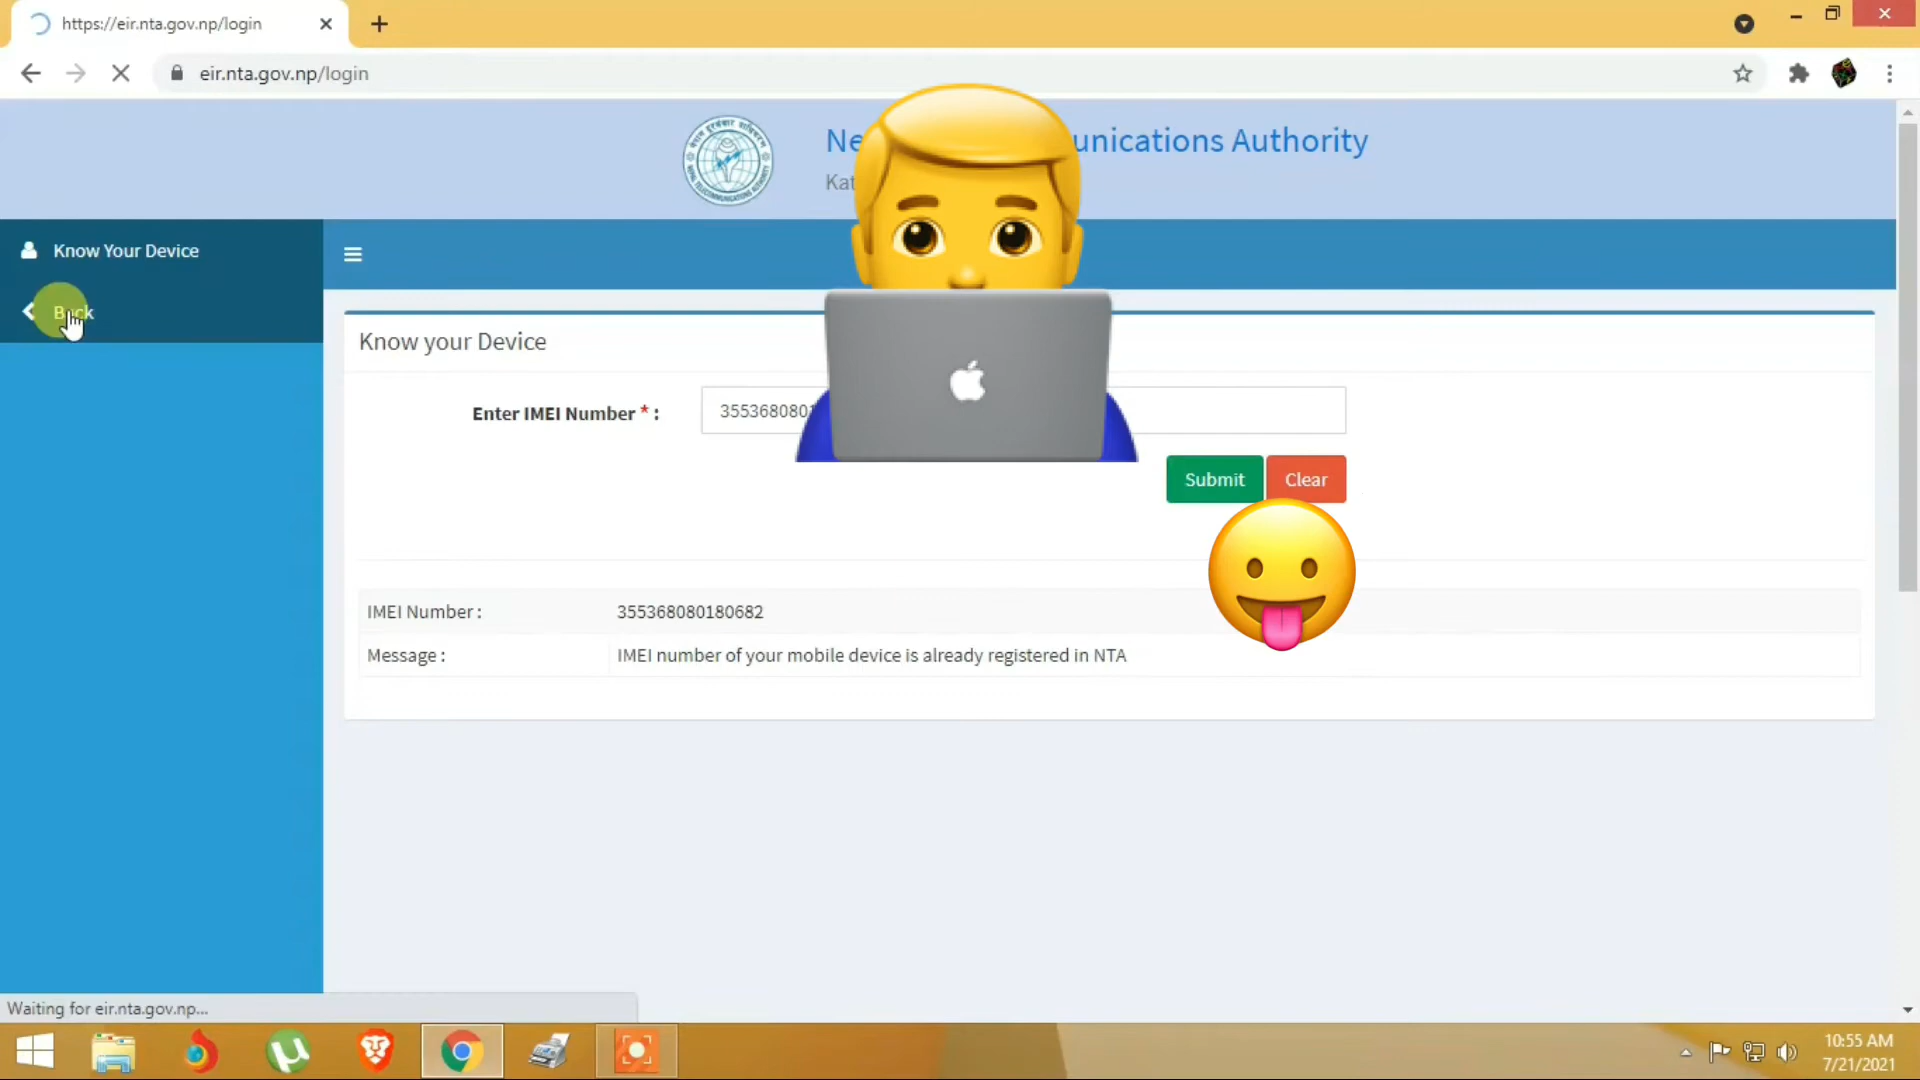 https://eir.nta.gov.np/login
eir.nta.gov.np/login
unications Authority
Know Your Device
Back
Know your Device
Enter IMEI Number * :
355368080
Submit
Clear
IMEI Number :
355368080180682
Message :
IMEI number of your mobile device is already registered in NTA
Waiting for eir.nta.gov.np...
10:55 AM
7/21/2021